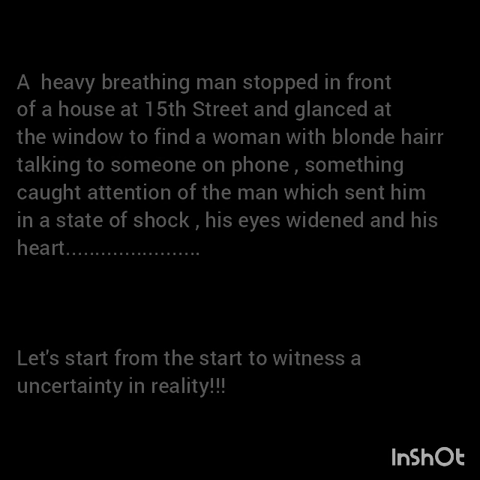 A  heavy breathing man stopped in front
of a house at 15th Street and glanced at
the window to find a woman with blonde hairr
talking to someone on phone , something
caught attention of the man which sent him
in a state of shock , his eyes widened and his
heart.......................
Let's start from the start to witness a
uncertainty in reality!!!
InShOt